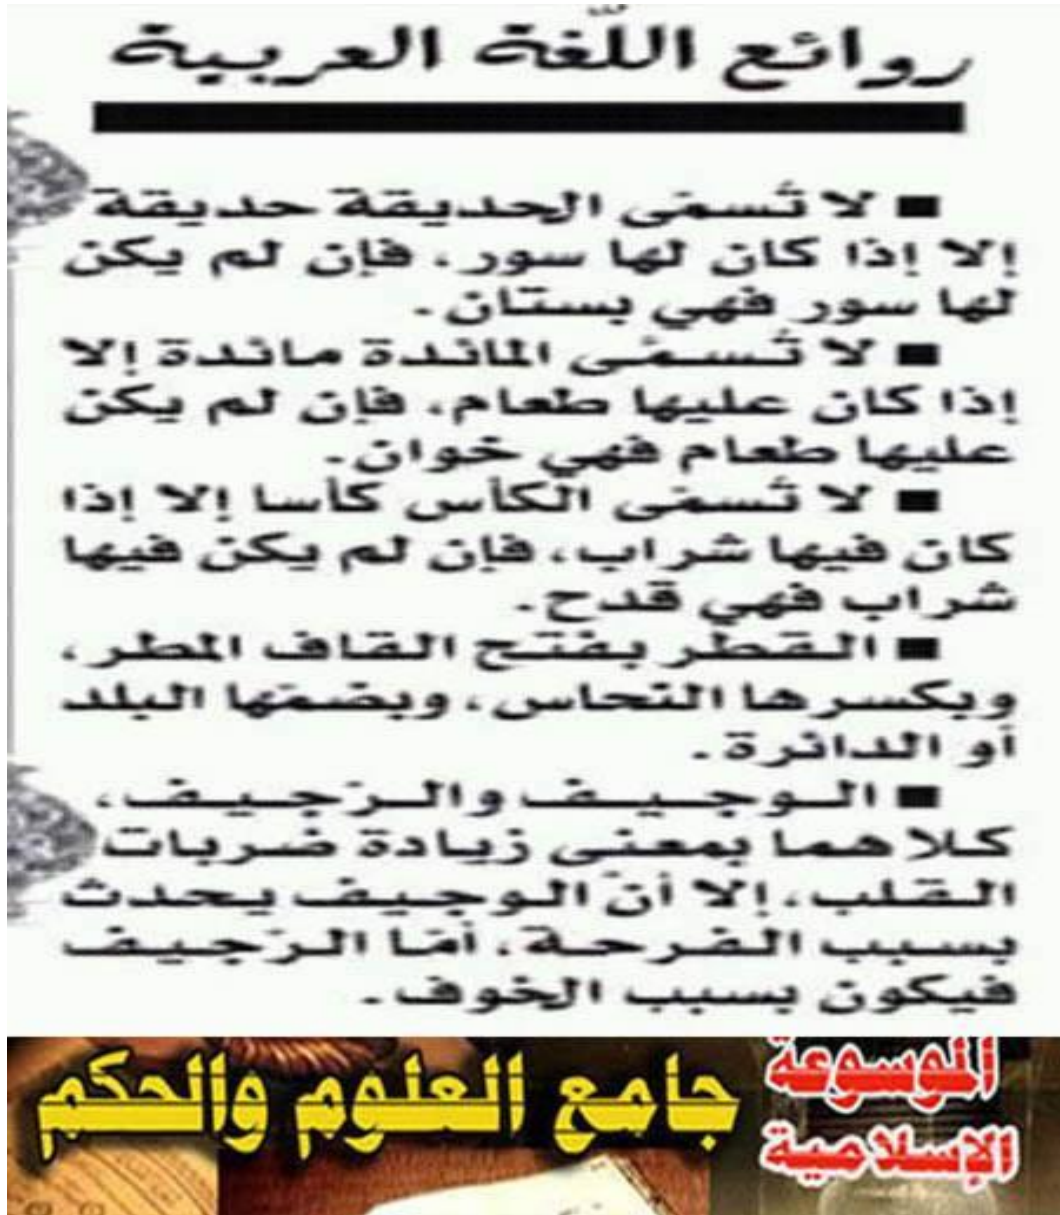 روائع اللّغة العربية
■ لا تُسمّى الحديقة حديقة
إلا إذا كان لها سور، فإن لم يكن
لها سور فهي بستان.
■ لا تُسمّى المائدة مائدة إلا
إذا كان عليها طعام، فإن لم يكن
عليها طعام فهي خوان.
■ لا تُسمّى الكأس كأسا إلا إذا
كان فيها شراب، فإن لم يكن فيها
شراب فهي قدح.
■ القطر بفتح القاف المطر،
وبكسرها النحاس، وبضمّها البلد
أو الدائرة.
■ الوجيف والرّجيف،
كلاهما بمعنى زيادة ضربات
القلب، إلا أنّ الوجيف يحدث
بسبب الفرحة، أمّا الرّجيف
فيكون بسبب الخوف.
الموسوعة
جامع العلوم والحكم
الإسلامية